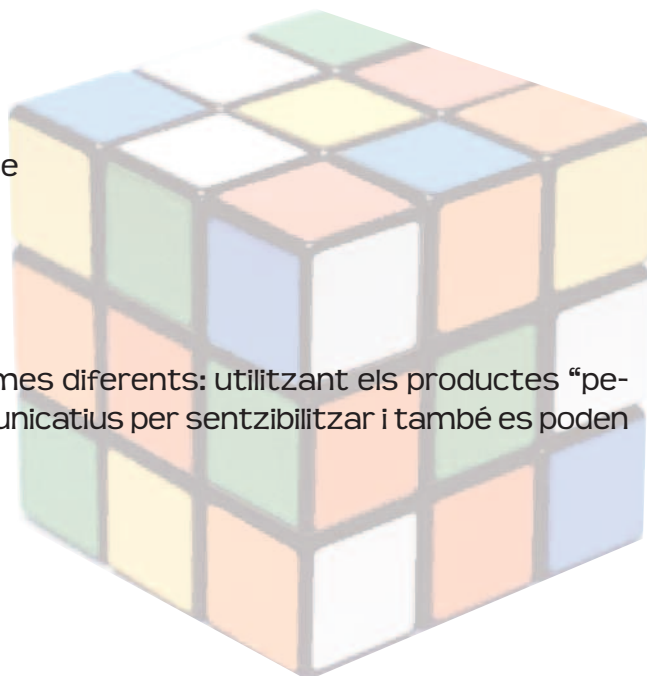 e
mes diferents: utilitzant els productes “pe-
unicatius per sentzibilitzar i també es poden